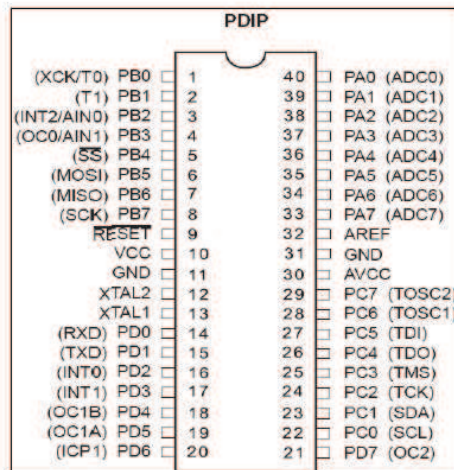 PDIP
(XCK/T0) PB0 1 40 PA0 (ADC0)
(T1) PB1 2 39 PA1 (ADC1)
(INT2/AIN0) PB2 3 38 PA2 (ADC2)
(OC0/AIN1) PB3 4 37 PA3 (ADC3)
(SS) PB4 5 36 PA4 (ADC4)
(MOSI) PB5 6 35 PA5 (ADC5)
(MISO) PB6 7 34 PA6 (ADC6)
(SCK) PB7 8 33 PA7 (ADC7)
RESET 9 32 AREF
VCC 10 31 GND
GND 11 30 AVCC
XTAL2 12 29 PC7 (TOSC2)
XTAL1 13 28 PC6 (TOSC1)
(RXD) PD0 14 27 PC5 (TDI)
(TXD) PD1 15 26 PC4 (TDO)
(INT0) PD2 16 25 PC3 (TMS)
(INT1) PD3 17 24 PC2 (TCK)
(OC1B) PD4 18 23 PC1 (SDA)
(OC1A) PD5 19 22 PC0 (SCL)
(ICP1) PD6 20 21 PD7 (OC2)